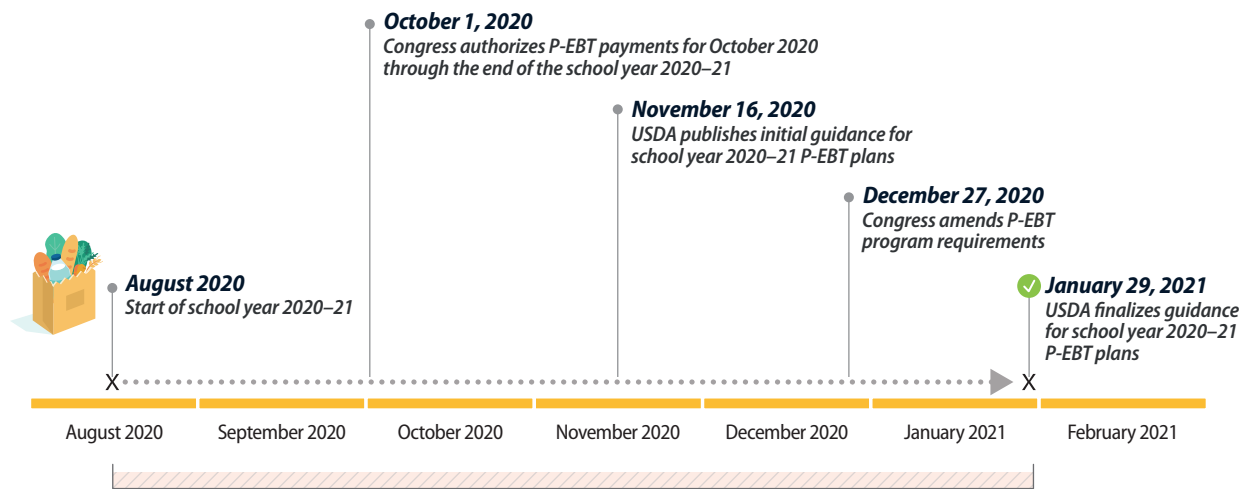 October 1, 2020
Congress authorizes P-EBT payments for October 2020
through the end of the school year 2020–21
November 16, 2020
USDA publishes initial guidance for
school year 2020–21 P-EBT plans
December 27, 2020
Congress amends P-EBT
program requirements
August 2020
Start of school year 2020–21
January 29, 2021
USDA finalizes guidance
for school year 2020–21
P-EBT plans
X X
August 2020 September 2020 October 2020 November 2020 December 2020 January 2021 February 2021